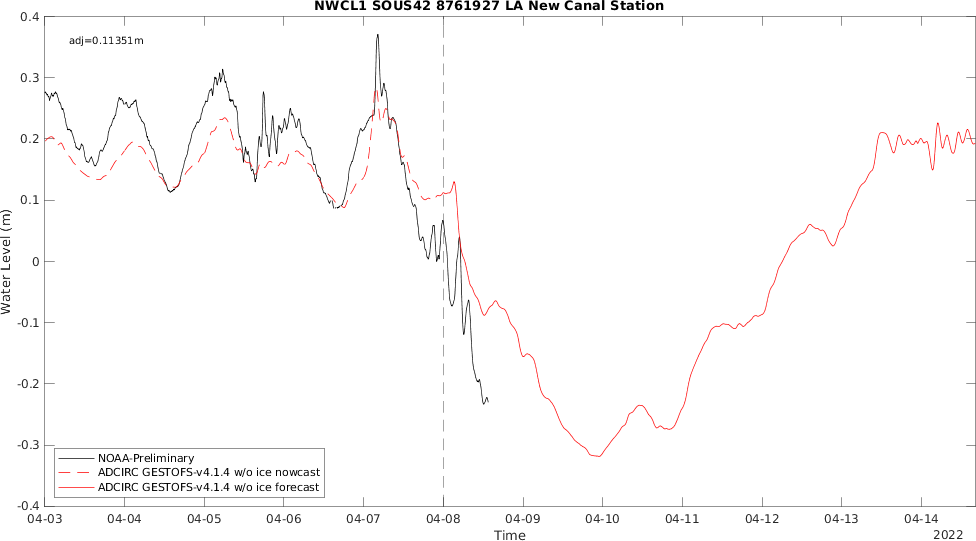 NWCL1 SOUS42 8761927 LA New Canal Station
adj=0.11351m
0.4
0.3
0.2
0.1
0
-0.1
-0.2
-0.3
-0.4
Water Level (m)
NOAA-Preliminary
ADCIRC GESTOFS-v4.1.4 w/o ice nowcast
ADCIRC GESTOFS-v4.1.4 w/o ice forecast
04-03 04-04 04-05 04-06 04-07 04-08 04-09 04-10 04-11 04-12 04-13 04-14
Time
2022